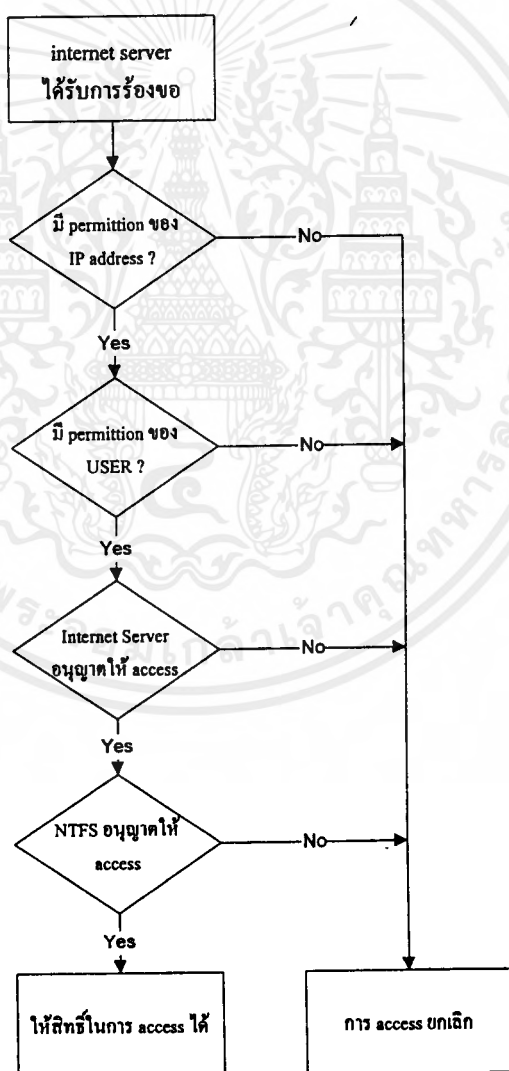 internet server
ได้รับการร้องขอ
มี permittion ของ
IP address ?
No
Yes
มี permittion ของ
USER ?
No
Yes
Internet Server
อนุญาตให้ access
No
Yes
NTFS อนุญาตให้
access
No
Yes
ให้สิทธิ์ในการ access ได้
การ access ยกเลิก